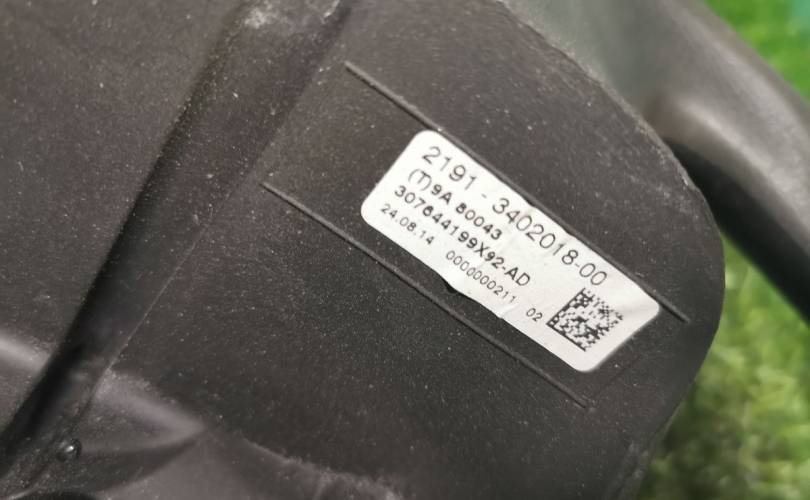 2191 - 3402018-00
(T)9A 80043
307644199X92-AD
24.08.14 0000000211 02